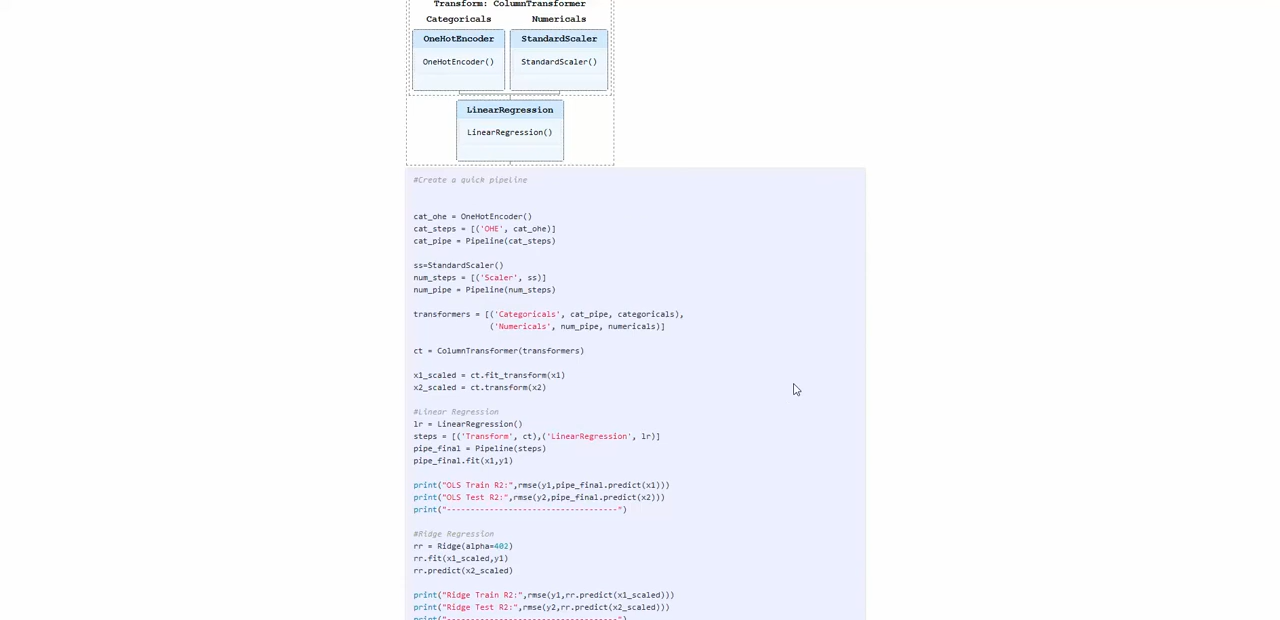 Transform: ColumnTransformer
Categoricals Numericals
OneHotEncoder StandardScaler
OneHotEncoder() StandardScaler()
LinearRegression
LinearRegression()
#Create a quick pipeline
cat_ohe = OneHotEncoder()
cat_steps = [('OHE', cat_ohe)]
cat_pipe = Pipeline(cat_steps)
ss=StandardScaler()
num_steps = [('Scaler', ss)]
num_pipe = Pipeline(num_steps)
transformers = [('Categoricals', cat_pipe, categoricals),
('Numericals', num_pipe, numericals)]
ct = ColumnTransformer(transformers)
x1_scaled = ct.fit_transform(x1)
x2_scaled = ct.transform(x2)
#Linear Regression
lr = LinearRegression()
steps = [('Transform', ct),('LinearRegression', lr)]
pipe_final = Pipeline(steps)
pipe_final.fit(x1,y1)
print("OLS Train R2:",rmse(y1,pipe_final.predict(x1)))
print("OLS Test R2:",rmse(y2,pipe_final.predict(x2)))
print("------------------------------------")
#Ridge Regression
rr = Ridge(alpha=402)
rr.fit(x1_scaled,y1)
rr.predict(x2_scaled)
print("Ridge Train R2:",rmse(y1,rr.predict(x1_scaled)))
print("Ridge Test R2:",rmse(y2,rr.predict(x2_scaled)))
print("------------------------------------")